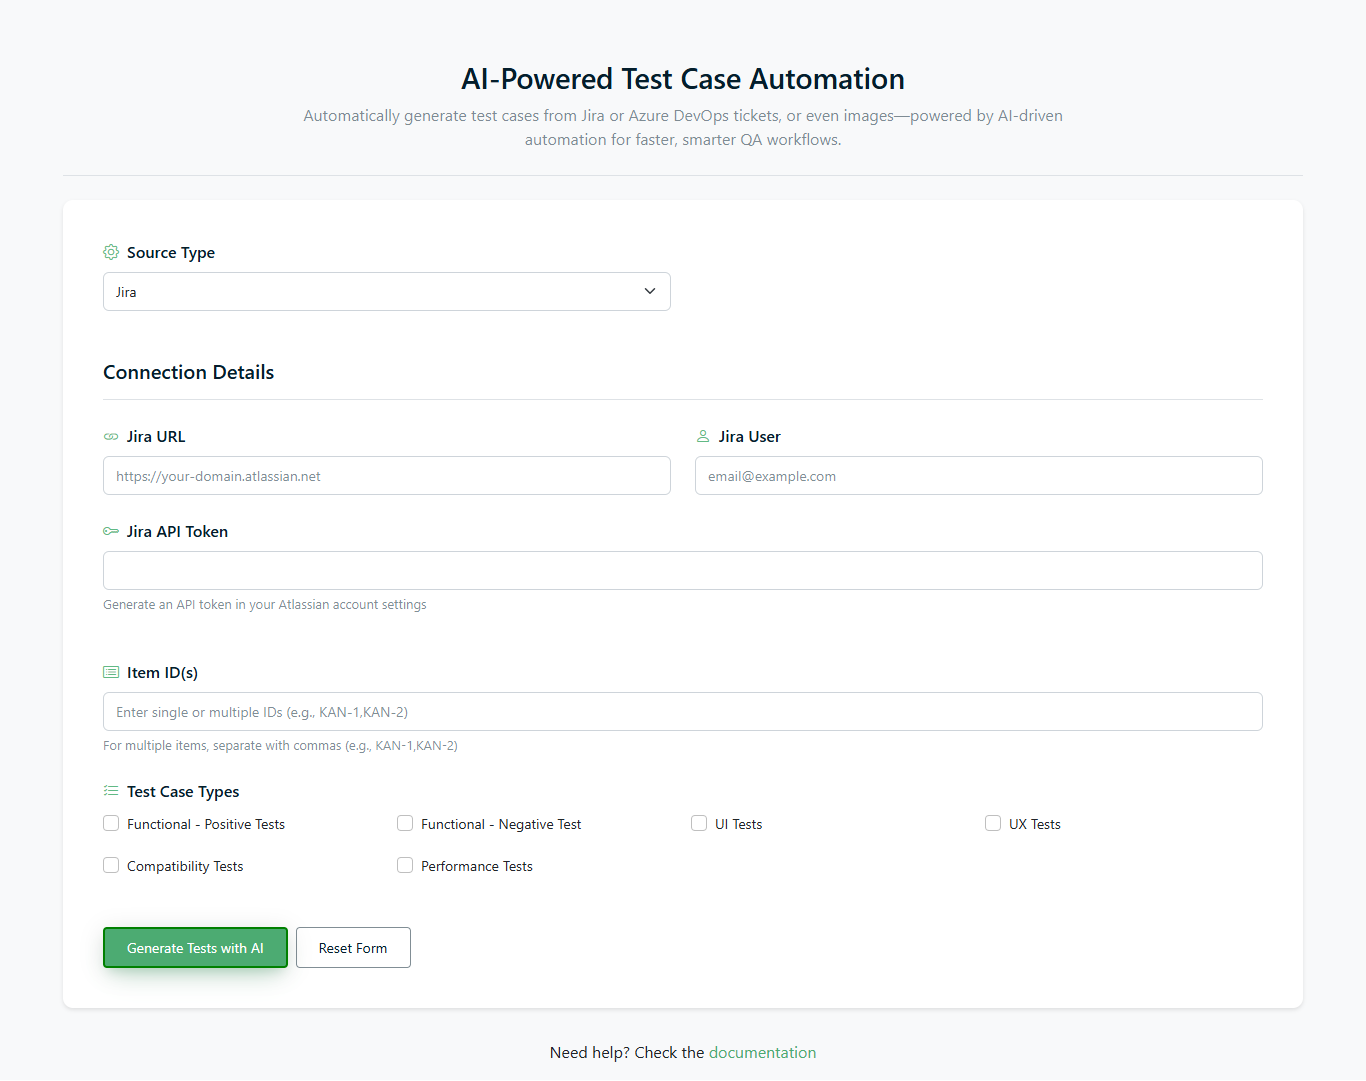 AI-Powered Test Case Automation
Automatically generate test cases from Jira or Azure DevOps tickets, or even images—powered by AI-driven
automation for faster, smarter QA workflows.
Source Type
Jira
Connection Details
Jira URL
https://your-domain.atlassian.net
Jira User
email@example.com
Jira API Token
Generate an API token in your Atlassian account settings
Item ID(s)
Enter single or multiple IDs (e.g., KAN-1,KAN-2)
For multiple items, separate with commas (e.g., KAN-1,KAN-2)
Test Case Types
Functional - Positive Tests
Functional - Negative Test
UI Tests
UX Tests
Compatibility Tests
Performance Tests
Generate Tests with AI
Reset Form
Need help? Check the documentation